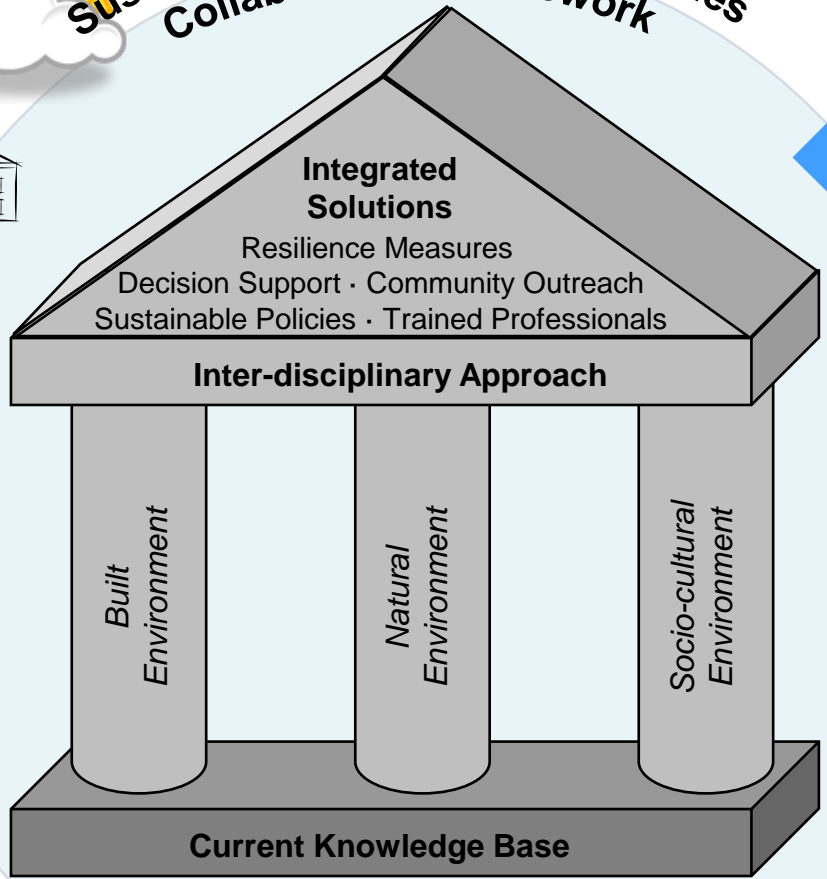 Integrated
Solutions
Resilience Measures
Decision Support · Community Outreach
Sustainable Policies · Trained Professionals
Inter-disciplinary Approach
Built
Environment
Natural
Environment
Socio-cultural
Environment
Current Knowledge Base